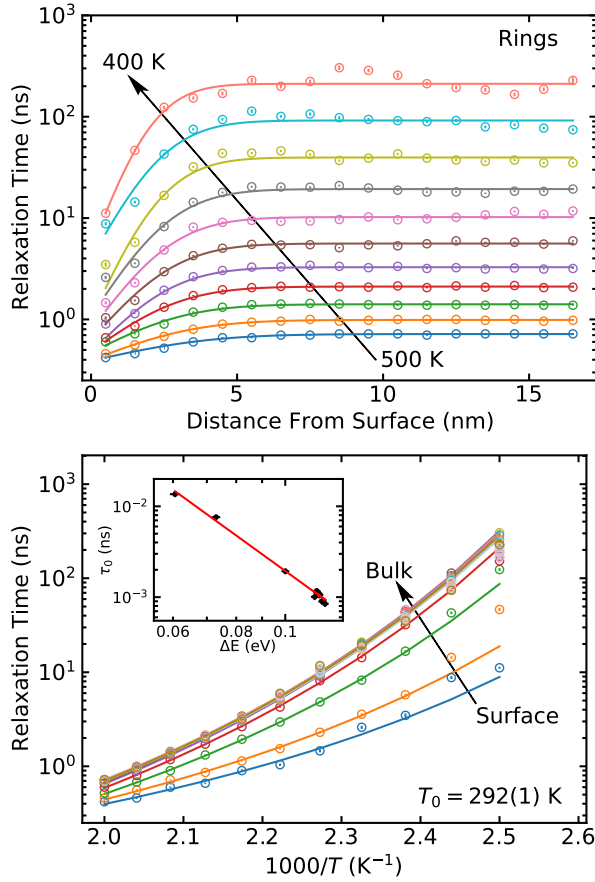 10³
10²
10¹
10⁰
Relaxation Time (ns)
Rings
400 K
500 K
0 5 10 15
Distance From Surface (nm)
10³
10²
10¹
10⁰
Relaxation Time (ns)
10⁻²
10⁻³
τ₀ (ns)
0.06 0.1
ΔE (eV)
Bulk
Surface
T₀ = 292(1) K
2.0 2.1 2.2 2.3 2.4 2.5 2.6
1000/T (K⁻¹)